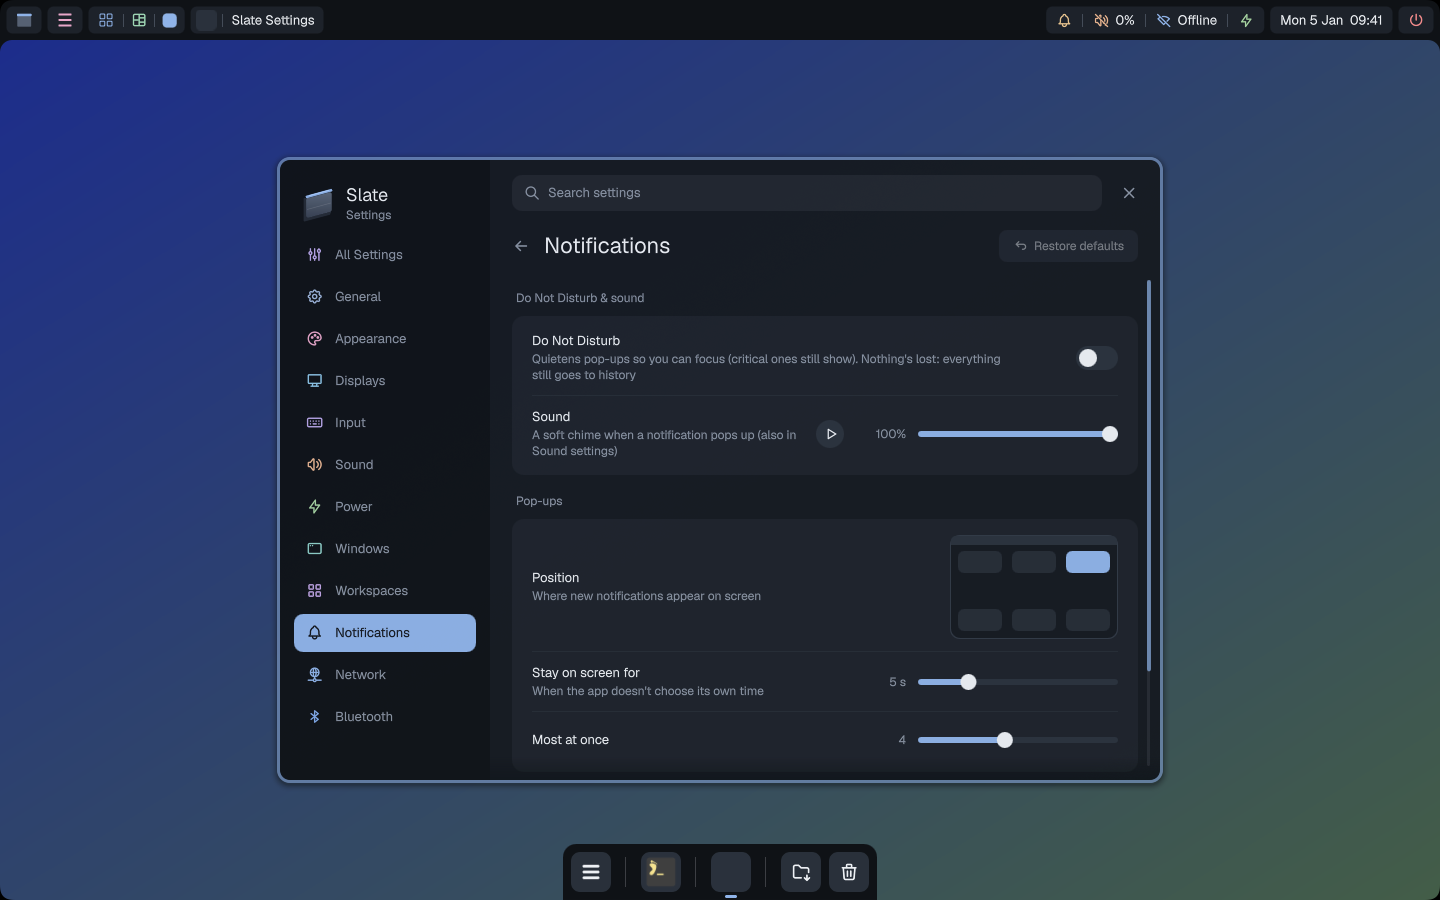 Slate Settings
0%
Offline
Mon 5 Jan 09:41
Slate
Settings
All Settings
General
Appearance
Displays
Input
Sound
Power
Windows
Workspaces
Notifications
Network
Bluetooth
Search settings
Notifications
Restore defaults
Do Not Disturb & sound
Do Not Disturb
Quietens pop-ups so you can focus (critical ones still show). Nothing's lost: everything
still goes to history
Sound
A soft chime when a notification pops up (also in
Sound settings)
100%
Pop-ups
Position
Where new notifications appear on screen
Stay on screen for
When the app doesn't choose its own time
5 s
Most at once
4